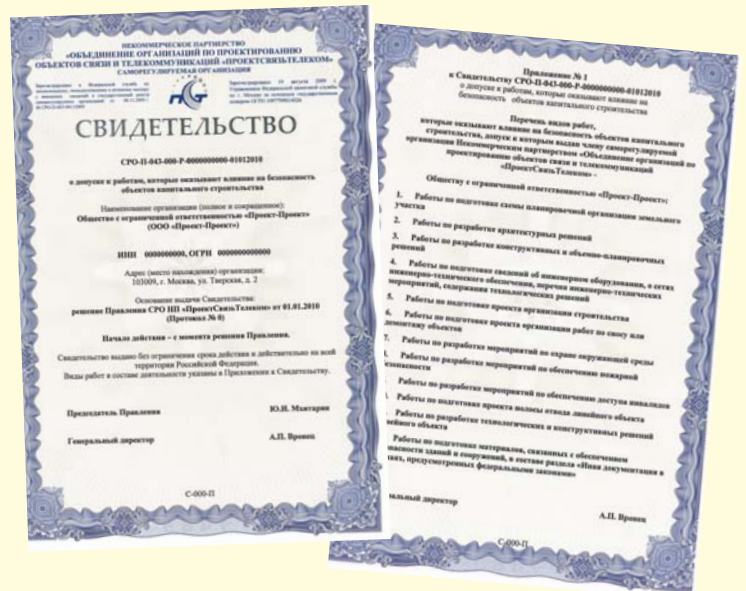 НЕКОММЕРЧЕСКОЕ ПАРТНЕРСТВО
«ОБЪЕДИНЕНИЕ ОРГАНИЗАЦИЙ ПО ПРОЕКТИРОВАНИЮ
ОБЪЕКТОВ СВЯЗИ И ТЕЛЕКОММУНИКАЦИЙ «ПРОЕКТСВЯЗЬТЕЛЕКОМ»
САМОРЕГУЛИРУЕМАЯ ОРГАНИЗАЦИЯ
СВИДЕТЕЛЬСТВО
СРО-П-043-000-Р-0000000000-01012010
о допуске к работам, которые оказывают влияние на безопасность
объектов капитального строительства
Наименование организации (полное и сокращенное):
Общество с ограниченной ответственностью «Проект-Проект»
(ООО «Проект-Проект»)
ИНН 0000000000, ОГРН 0000000000000
Адрес (место нахождения) организации:
103009, г. Москва, ул. Тверская, д. 2
Основание выдачи Свидетельства:
решение Правления СРО НП «ПроектСвязьТелеком» от 01.01.2010
(Протокол № 0)
Начало действия – с момента решения Правления.
Свидетельство выдано без ограничения срока действия и действительно на всей
территории Российской Федерации.
Виды работ в составе деятельности указаны в Приложении к Свидетельству.
Председатель Правления Ю.И. Мхитарян
Генеральный директор А.П. Вронец
С-000-П
Приложение № 1
к Свидетельству СРО-П-043-000-Р-0000000000-01012010
о допуске к работам, которые оказывают влияние на
безопасность объектов капитального строительства
Перечень видов работ,
которые оказывают влияние на безопасность объектов капитального
строительства, допуск к которым выдан члену саморегулируемой
организации Некоммерческим партнерством «Объединение организаций по
проектированию объектов связи и телекоммуникаций
«ПроектСвязьТелеком» -
Обществу с ограниченной ответственностью «Проект-Проект»:
1. Работы по подготовке схемы планировочной организации земельного
участка
2. Работы по разработке архитектурных решений
3. Работы по разработке конструктивных и объемно-планировочных
решений
4. Работы по подготовке сведений об инженерном оборудовании, о сетях
инженерно-технического обеспечения, перечня инженерно-технических
мероприятий, содержания технологических решений
5. Работы по подготовке проекта организации строительства
6. Работы по подготовке проекта организации работ по сносу или
демонтажу объектов
7. Работы по разработке мероприятий по охране окружающей среды
Работы по разработке мероприятий по обеспечению пожарной
безопасности
Работы по разработке мероприятий по обеспечению доступа инвалидов
Работы по подготовке проекта полосы отвода линейного объекта
Работы по разработке технологических и конструктивных решений
нейного объекта
Работы по подготовке материалов, связанных с обеспечением
пасности зданий и сооружений, в составе раздела «Иная документация в
чаях, предусмотренных федеральными законами»
альный директор А.П. Вронец
С-000-П